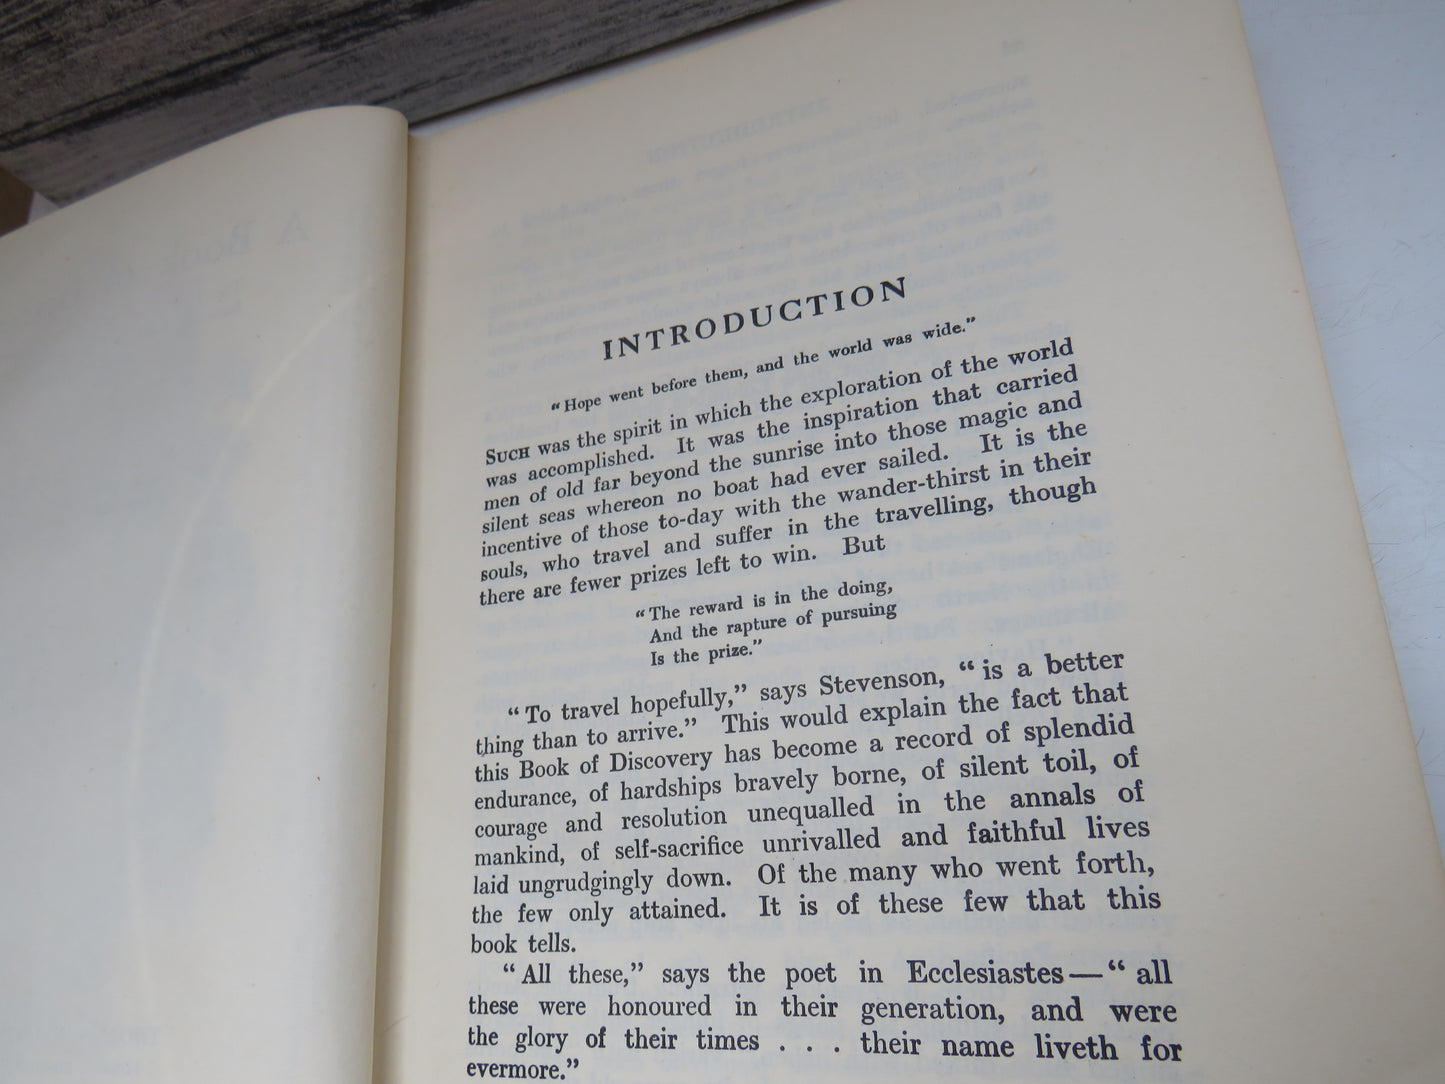 INTRODUCTION
“Hope went before them, and the world was wide.”
SUCH was the spirit in which the exploration of the world
was accomplished. It was the inspiration that carried
men of old far beyond the sunrise into those magic and
silent seas whereon no boat had ever sailed. It is the
incentive of those to-day with the wander-thirst in their
souls, who travel and suffer in the travelling, though
there are fewer prizes left to win. But
“The reward is in the doing,
And the rapture of pursuing
Is the prize.”
“To travel hopefully,” says Stevenson, “is a better
thing than to arrive.” This would explain the fact that
this Book of Discovery has become a record of splendid
endurance, of hardships bravely borne, of silent toil, of
courage and resolution unequalled in the annals of
mankind, of self-sacrifice unrivalled and faithful lives
laid ungrudgingly down. Of the many who went forth,
the few only attained. It is of these few that this
book tells.
“All these,” says the poet in Ecclesiastes—“all
these were honoured in their generation, and were
the glory of their times . . . their name liveth for
evermore.”